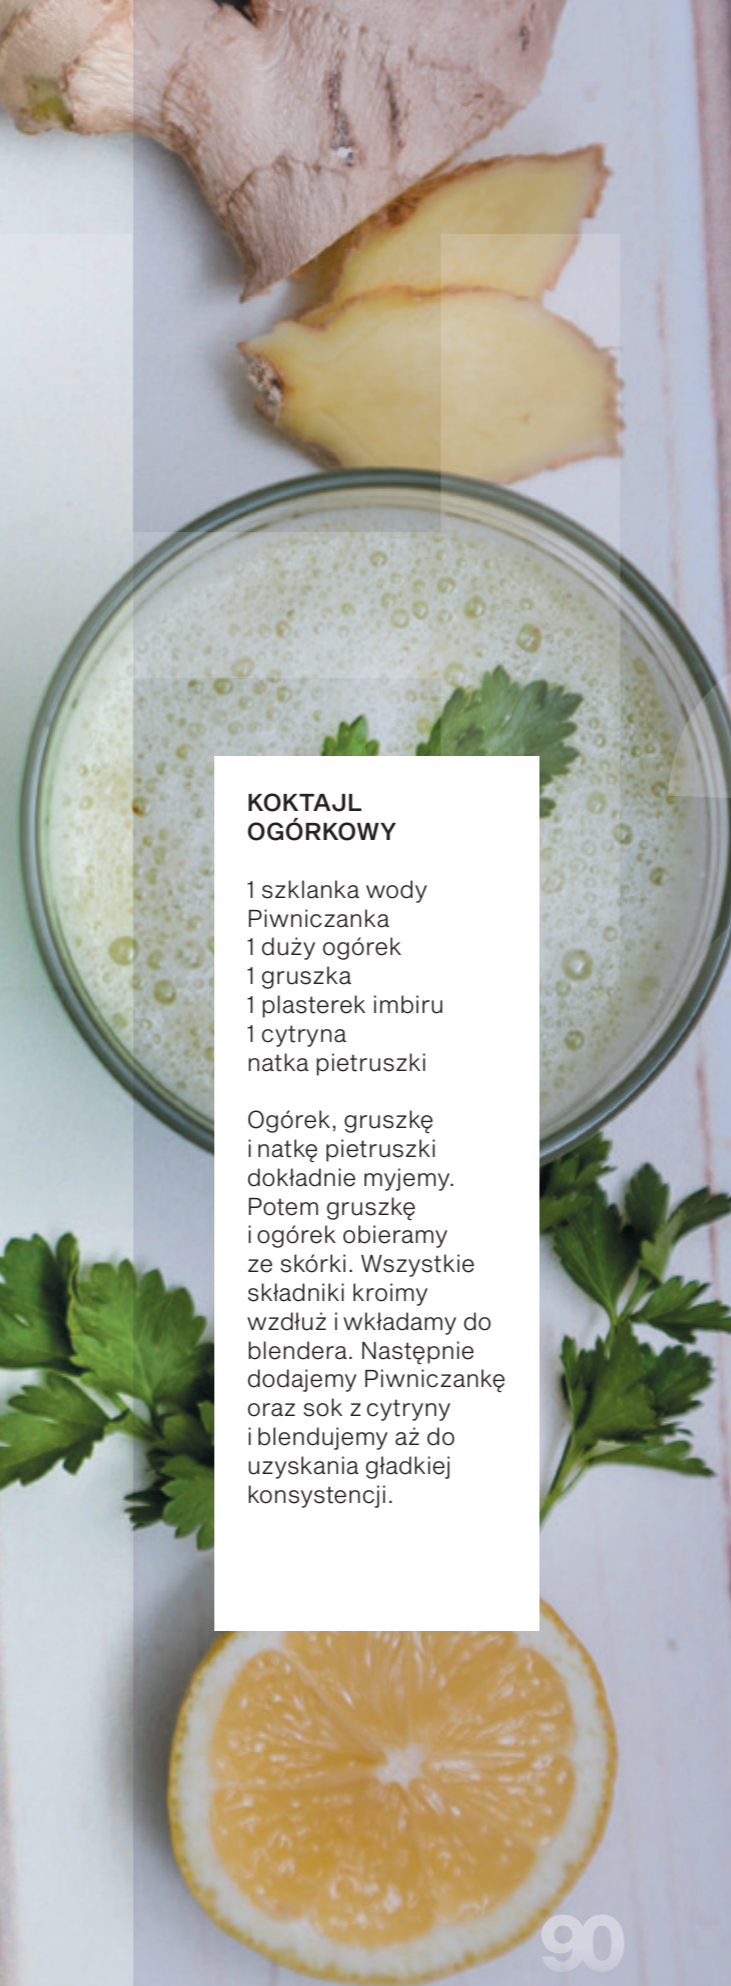 KOKTAJL
OGÓRKOWY
1 szklanka wody
Piwniczanka
1 duży ogórek
1 gruszka
1 plasterek imbiru
1 cytryna
natka pietruszki
Ogórek, gruszkę
i natkę pietruszki
dokładnie myjemy.
Potem gruszkę
i ogórek obieramy
ze skórki. Wszystkie
składniki kroimy
wzdłuż i wkładamy do
blendera. Następnie
dodajemy Piwniczankę
oraz sok z cytryny
i blendujemy aż do
uzyskania gładkiej
konsystencji.
90